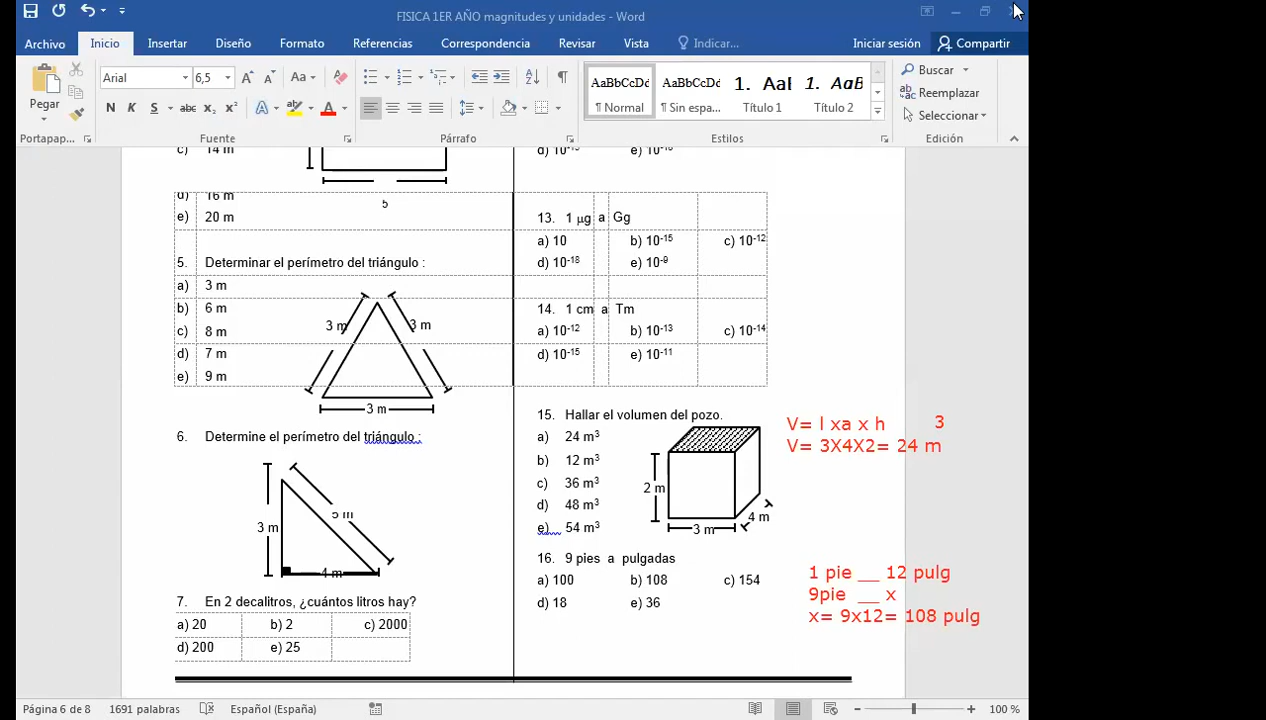 FISICA 1ER AÑO magnitudes y unidades - Word
Archivo Inicio Insertar Diseño Formato Referencias Correspondencia Revisar Vista Indicar... Iniciar sesión Compartir
Pegar
Arial 6,5 Aa
N K S abc x₂ x² A A
AaBbCcDd AaBbCcDd 1. AaI 1. AaB
¶ Normal ¶ Sin espa... Título 1 Título 2
Buscar
Reemplazar
Seleccionar
Portapap... Fuente Párrafo Estilos Edición
c) 14 m
d) 16 m
e) 20 m
5
5. Determinar el perímetro del triángulo :
a) 3 m
b) 6 m
c) 8 m
d) 7 m
e) 9 m
3 m 3 m
3 m
6. Determine el perímetro del triángulo :
5 m
3 m
4 m
7. En 2 decalitros, ¿cuántos litros hay?
a) 20 b) 2 c) 2000
d) 200 e) 25
d) 10⁻¹⁵ e) 10⁻¹⁶
13. 1 μg a Gg
a) 10 b) 10⁻¹⁵ c) 10⁻¹²
d) 10⁻¹⁸ e) 10⁻⁹
14. 1 cm a Tm
a) 10⁻¹² b) 10⁻¹³ c) 10⁻¹⁴
d) 10⁻¹⁵ e) 10⁻¹¹
15. Hallar el volumen del pozo.
a) 24 m³
b) 12 m³
c) 36 m³
d) 48 m³
e) 54 m³
2 m
3 m
4 m
V= l xa x h 3
V= 3X4X2= 24 m
16. 9 pies a pulgadas
a) 100 b) 108 c) 154
d) 18 e) 36
1 pie __ 12 pulg
9pie __ x
x= 9x12= 108 pulg
Página 6 de 8 1691 palabras Español (España) 100 %